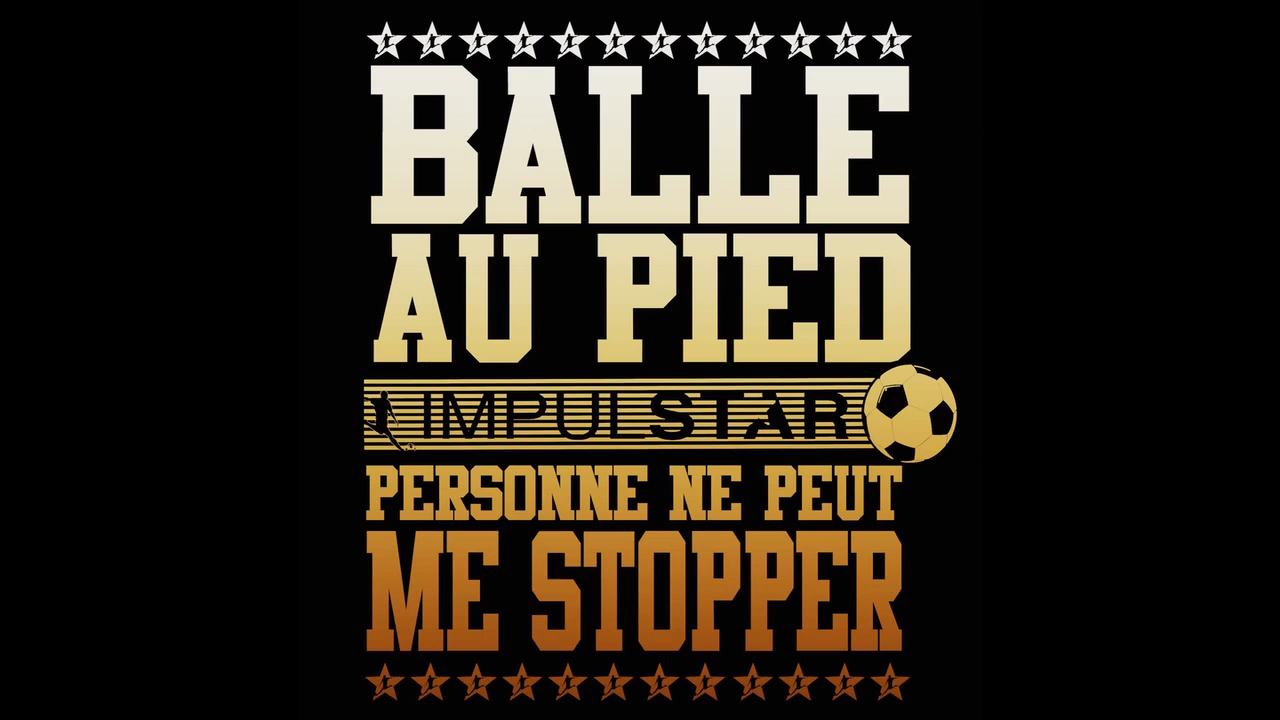 BALLE
AU PIED
IMPULSTAR
PERSONNE NE PEUT
ME STOPPER